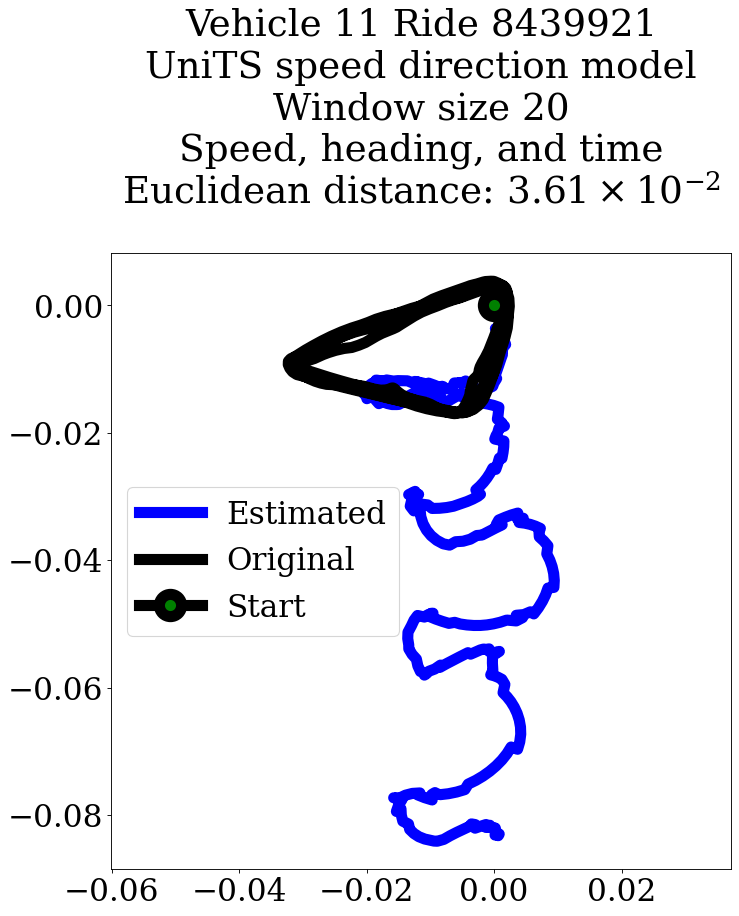 Vehicle 11 Ride 8439921
UniTS speed direction model
Window size 20
Speed, heading, and time
Euclidean distance: 3.61 × 10⁻²
0.00
−0.02
−0.04
−0.06
−0.08
Estimated
Original
Start
−0.06 −0.04 −0.02 0.00 0.02